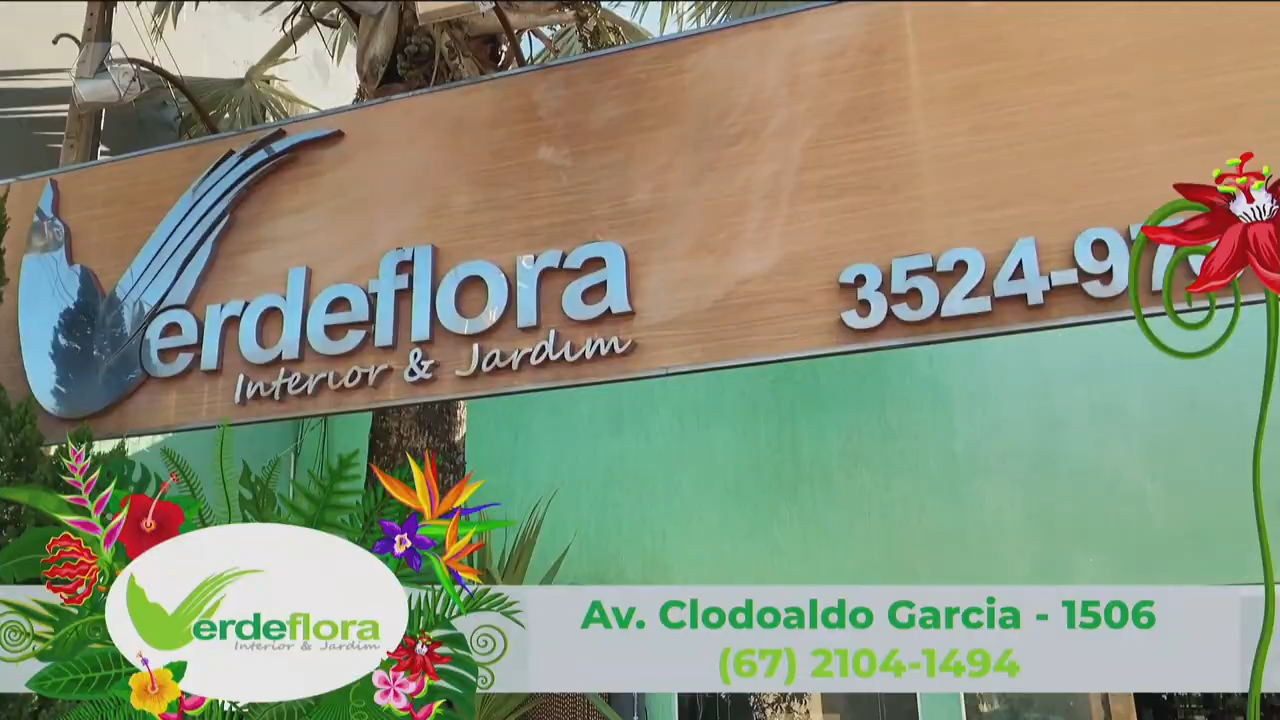 Verdeflora
Interior & Jardim
3524-97
Verdeflora
Interior & Jardim
Av. Clodoaldo Garcia - 1506
(67) 2104-1494